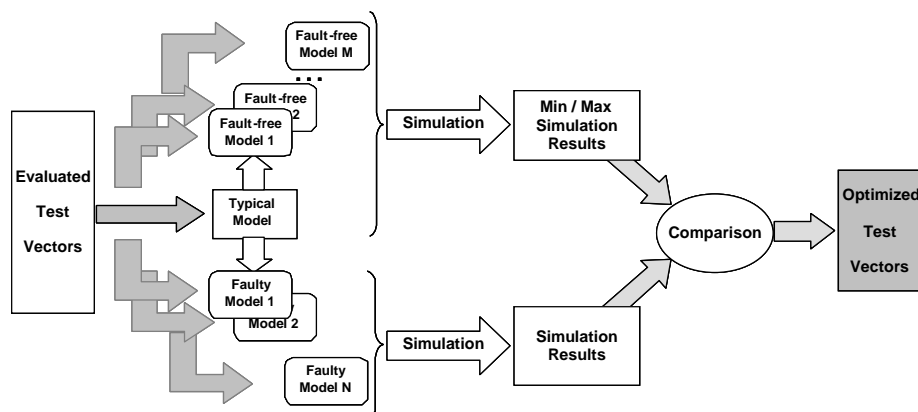 Fault-free
Model M
...
Fault-free
2
Fault-free
Model 1
Simulation
Min / Max
Simulation
Results
Evaluated
Test
Vectors
Typical
Model
Comparison
Optimized
Test
Vectors
Faulty
Model 1
Model 2
Simulation
Simulation
Results
Faulty
Model N